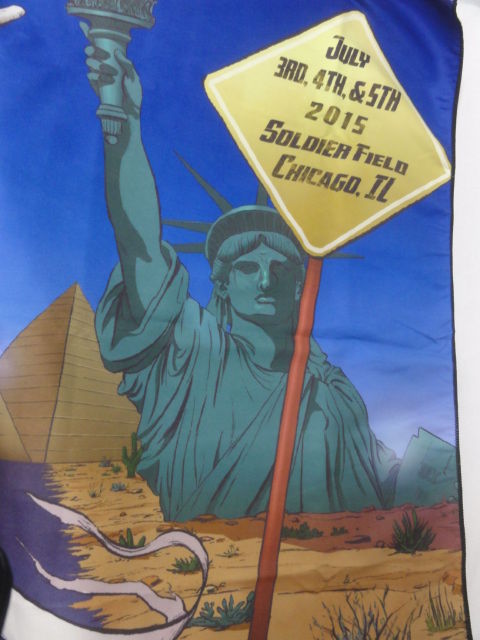 JULY
3RD, 4TH, & 5TH
2015
SOLDIER FIELD
CHICAGO, IL